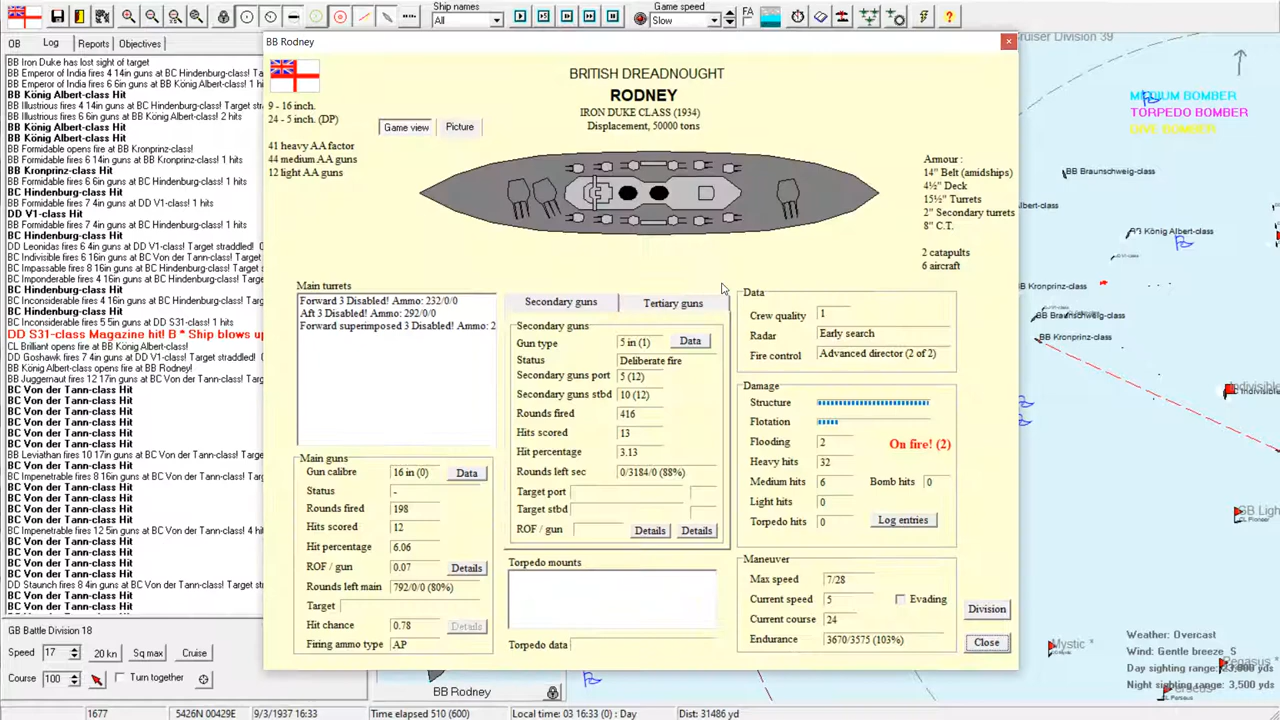 Ship names
All
Slow
FA
OB Log Reports Objectives
BB Iron Duke has lost sight of target
BB Emperor of India fires 4 14in guns at BC Hindenburg-class!
BB Emperor of India fires 6 6in guns at BC König Albert-class!
BB König Albert-class Hit
BB Illustrious fires 4 14in guns at BC Hindenburg-class! Target
BB Illustrious fires 6 6in guns at BB König Albert-class! 2 hits
BB König Albert-class Hit
BB König Albert-class Hit
BB Formidable opens fire at BB Kronprinz-class!
BB Formidable fires 6 14in guns at BB Kronprinz-class! 1 hits
BB Kronprinz-class Hit
BB Formidable fires 6 6in guns at BC Hindenburg-class! 1 hits
BC Hindenburg-class Hit
BB Formidable fires 7 4in guns at DD V1-class! 1 hits
DD V1-class Hit
BB Formidable fires 7 4in guns at BC Hindenburg-class! 1 hits
BC Hindenburg-class Hit
DD Leonidas fires 6 4in guns at DD V1-class! Target straddled!
BC Indivisible fires 6 16in guns at BC Hindenburg-class! 1 hits
BC Impassable fires 8 16in guns at BC Hindenburg-class! 1 hits
BC Imponderable fires 4 16in guns at BC Hindenburg-class! 1 hits
BC Hindenburg-class Hit
BC Inconsiderable fires 4 16in guns at BC Hindenburg-class! 1 hits
BC Hindenburg-class Hit
BC Inconsiderable fires 5 5in guns at DD S31-class! 1 hits
DD S31-class Magazine hit! B * Ship blows up
CL Brilliant opens fire at BB König Albert-class!
DD Goshawk fires 7 4in guns at DD V1-class! Target straddled!
BB König Albert-class opens fire at BB Rodney!
BB Juggernaut fires 12 17in guns at BC Von der Tann-class!
BC Von der Tann-class Hit
BC Von der Tann-class Hit
BC Von der Tann-class Hit
BC Von der Tann-class Hit
BB Leviathan fires 10 17in guns at BC Von der Tann-class!
BC Von der Tann-class Hit
BC Impenetrable fires 8 16in guns at BC Von der Tann-class!
BC Von der Tann-class Hit
BC Von der Tann-class Hit
BC Von der Tann-class Hit
BC Impenetrable fires 12 5in guns at BC Von der Tann-class! 4 hits
BC Von der Tann-class Hit
BC Von der Tann-class Hit
BC Von der Tann-class Hit
DD Staunch fires 8 4in guns at BC Von der Tann-class! Target
BC Von der Tann-class Hit
BC Von der Tann-class Hit
GB Battle Division 18
Speed 17 20 kn Sq max Cruise
Course 100 Turn together
BB Rodney
9 - 16 inch.
24 - 5 inch. (DP)
41 heavy AA factor
44 medium AA guns
12 light AA guns
Game view Picture
BRITISH DREADNOUGHT
RODNEY
IRON DUKE CLASS (1934)
Displacement, 50000 tons
Armour :
14" Belt (amidships)
4½" Deck
15½" Turrets
2" Secondary turrets
8" C.T.
2 catapults
6 aircraft
Main turrets
Forward 3 Disabled! Ammo: 232/0/0
Aft 3 Disabled! Ammo: 292/0/0
Forward superimposed 3 Disabled! Ammo: 2
Main guns
Gun calibre 16 in (0) Data
Status -
Rounds fired 198
Hits scored 12
Hit percentage 6.06
ROF / gun 0.07 Details
Rounds left main 792/0/0 (80%)
Target
Hit chance 0.78 Details
Firing ammo type AP
Secondary guns Tertiary guns
Secondary guns
Gun type 5 in (1) Data
Status Deliberate fire
Secondary guns port 5 (12)
Secondary guns stbd 10 (12)
Rounds fired 416
Hits scored 13
Hit percentage 3.13
Rounds left sec 0/3184/0 (88%)
Target port
Target stbd
ROF / gun Details Details
Torpedo mounts
Torpedo data
Data
Crew quality 1
Radar Early search
Fire control Advanced director (2 of 2)
Damage
Structure
Flotation
Flooding 2 On fire! (2)
Heavy hits 32
Medium hits 6 Bomb hits 0
Light hits 0
Torpedo hits 0 Log entries
Maneuver
Max speed 7/28
Current speed 5 Evading
Current course 24
Endurance 3670/3575 (103%)
Division
Close
Cruiser Division 39
MEDIUM BOMBER
TORPEDO BOMBER
DIVE BOMBER
BB Braunschweig-class
Albert-class
BB König Albert-class
BB Kronprinz-class
BB Braunschweig-class
BB Kronprinz-class
Indivisible
GB Ligh
CL Pioneer
Mystic *
Pegasus *
Perseus
CL Perseus
Weather: Overcast
Wind: Gentle breeze S
Day sighting range:
Night sighting range: 3,500 yds
BB Rodney
1677 5426N 00429E 9/3/1937 16:33 Time elapsed 510 (600) Local time: 03 16:33 (0) : Day Dist: 31486 yd